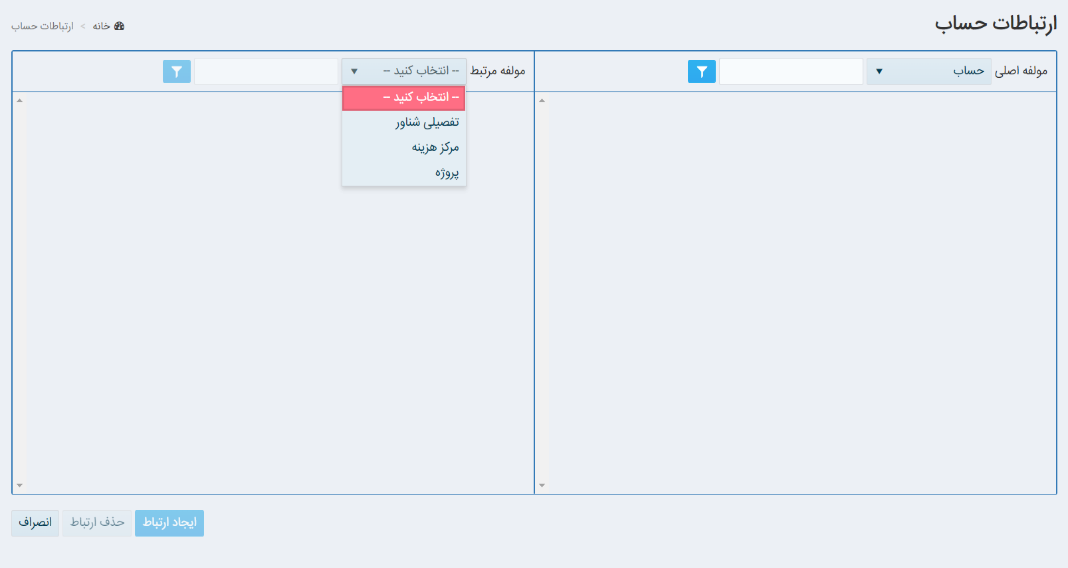 ارتباطات حساب
خانه > ارتباطات حساب
مولفه اصلی حساب
مولفه مرتبط -- انتخاب کنید --
-- انتخاب کنید --
تفصیلی شناور
مرکز هزینه
پروژه
ایجاد ارتباط حذف ارتباط انصراف